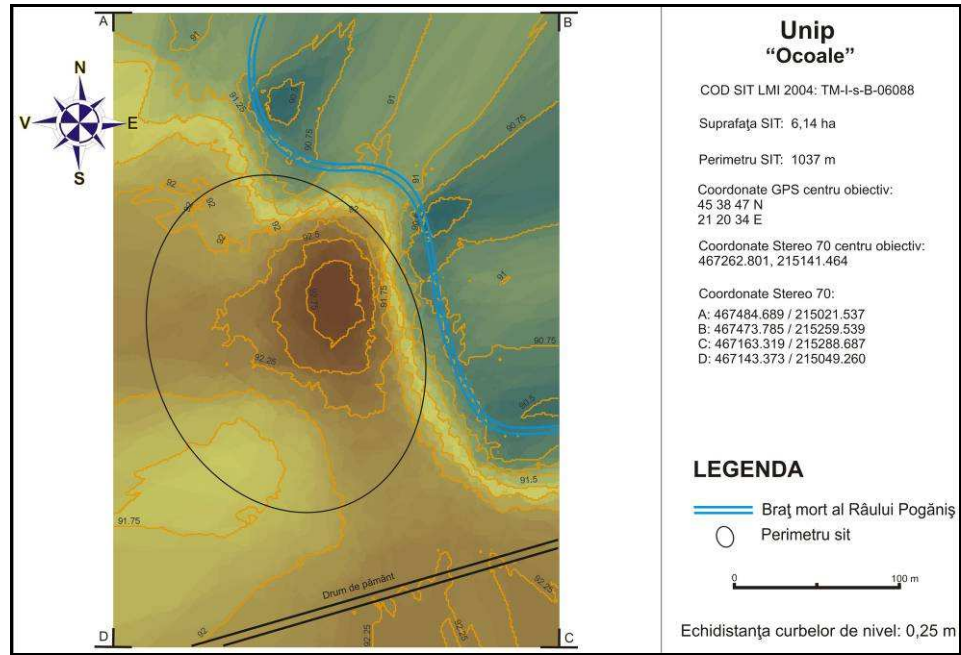 A
B
N
V
E
S
91
91.25
90.5
90.75
91
90.75
91
92
92
92
92
92
92.5
92.75
91.75
92.25
91
90.75
90.5
91.5
91.75
Drum de pământ
92
92.25
92.25
92.25
D
C
Unip
“Ocoale”
COD SIT LMI 2004: TM-I-s-B-06088
Suprafaţa SIT: 6,14 ha
Perimetru SIT: 1037 m
Coordonate GPS centru obiectiv:
45 38 47 N
21 20 34 E
Coordonate Stereo 70 centru obiectiv:
467262.801, 215141.464
Coordonate Stereo 70:
A: 467484.689 / 215021.537
B: 467473.785 / 215259.539
C: 467163.319 / 215288.687
D: 467143.373 / 215049.260
LEGENDA
Braţ mort al Râului Pogăniş
Perimetru sit
0 100 m
Echidistanţa curbelor de nivel: 0,25 m